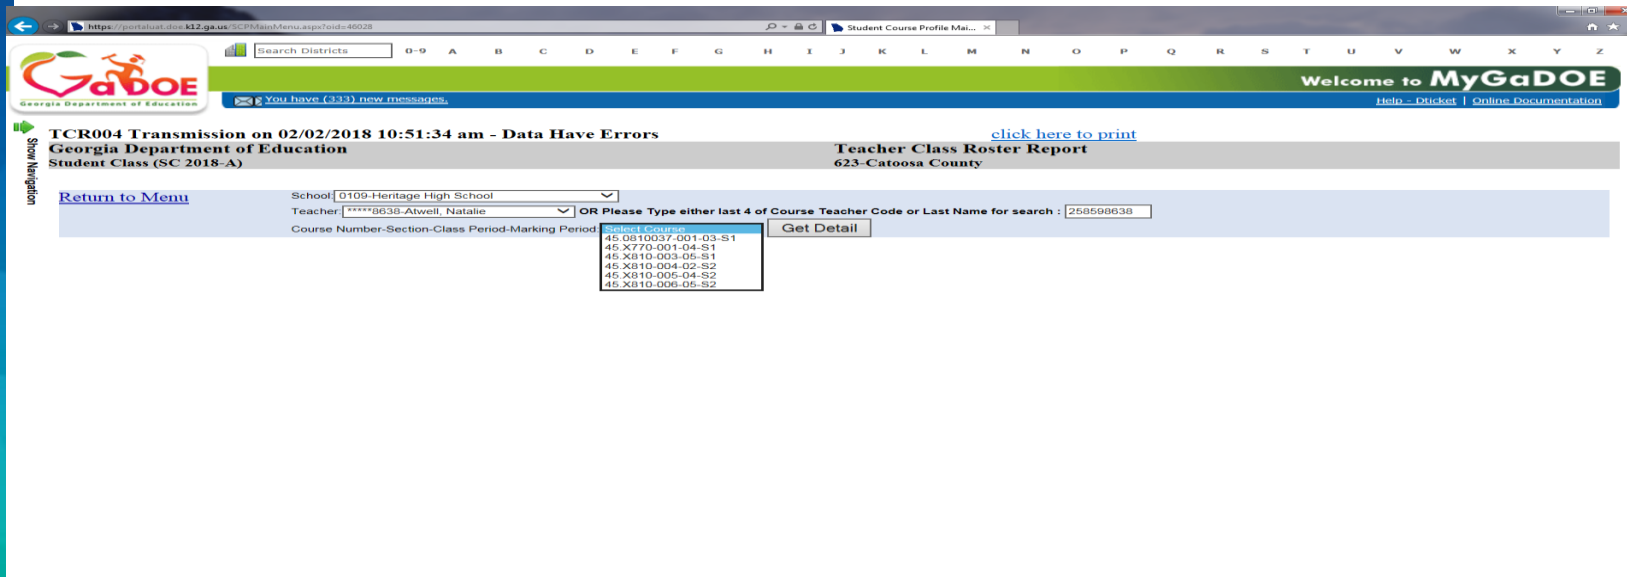 https://portaluat.doe.k12.ga.us/SCPMainMenu.aspx?oid=46028 Student Course Profile Mai...
GaDOE
Georgia Department of Education
Search Districts 0-9 A B C D E F G H I J K L M N O P Q R S T U V W X Y Z
Welcome to MyGaDOE
You have (333) new messages. Help - Dticket | Online Documentation
Show Navigation
TCR004 Transmission on 02/02/2018 10:51:34 am - Data Have Errors click here to print
Georgia Department of Education Teacher Class Roster Report
Student Class (SC 2018-A) 623-Catoosa County
Return to Menu School: 0109-Heritage High School
Teacher: *****8638-Atwell, Natalie OR Please Type either last 4 of Course Teacher Code or Last Name for search : 258598638
Course Number-Section-Class Period-Marking Period: Select Course Get Detail
45.0810037-001-03-S1
45.X770-001-04-S1
45.X810-003-05-S1
45.X810-004-02-S2
45.X810-005-04-S2
45.X810-006-05-S2